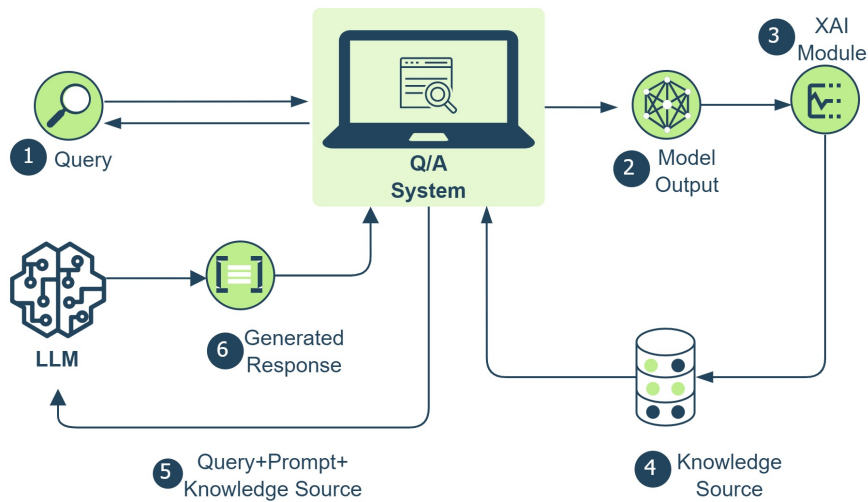 1 Query
Q/A
System
2 Model
Output
3 XAI
Module
4 Knowledge
Source
5 Query+Prompt+
Knowledge Source
LLM
6 Generated
Response